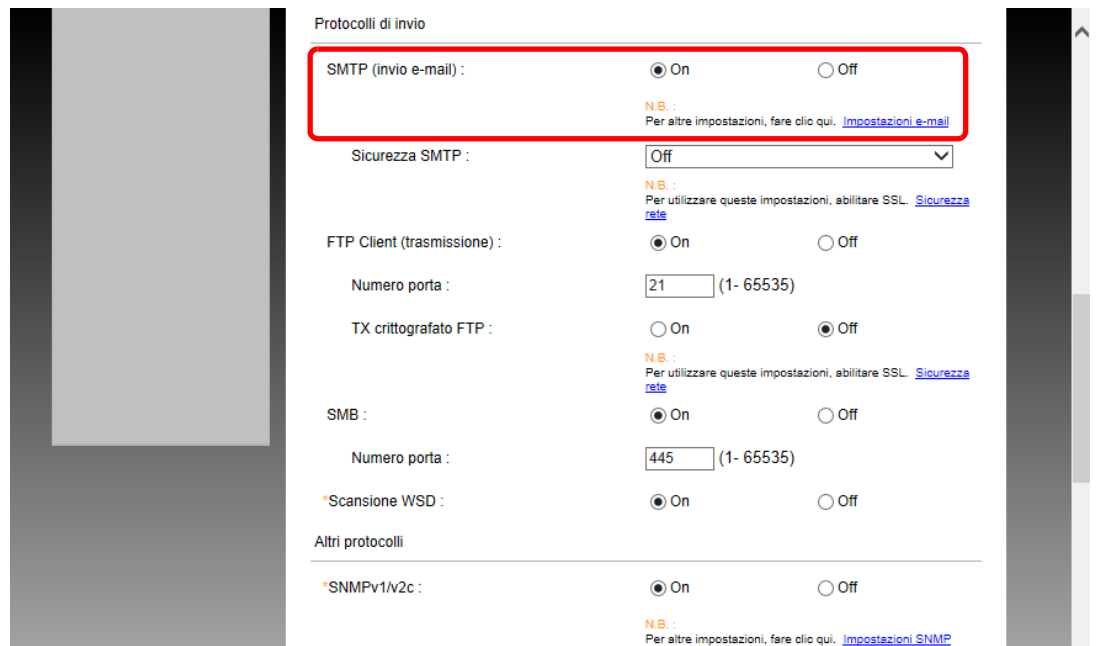 Protocolli di invio
SMTP (invio e-mail) : On Off
N.B. :
Per altre impostazioni, fare clic qui. Impostazioni e-mail
Sicurezza SMTP : Off
N.B. :
Per utilizzare queste impostazioni, abilitare SSL. Sicurezza
rete
FTP Client (trasmissione) : On Off
Numero porta : 21 (1- 65535)
TX crittografato FTP : On Off
N.B. :
Per utilizzare queste impostazioni, abilitare SSL. Sicurezza
rete
SMB : On Off
Numero porta : 445 (1- 65535)
*Scansione WSD : On Off
Altri protocolli
*SNMPv1/v2c : On Off
N.B. :
Per altre impostazioni, fare clic qui. Impostazioni SNMP